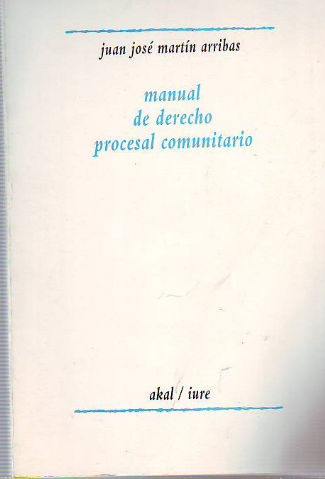 juan josé martín arribas
manual
de derecho
procesal comunitario
akal / iure